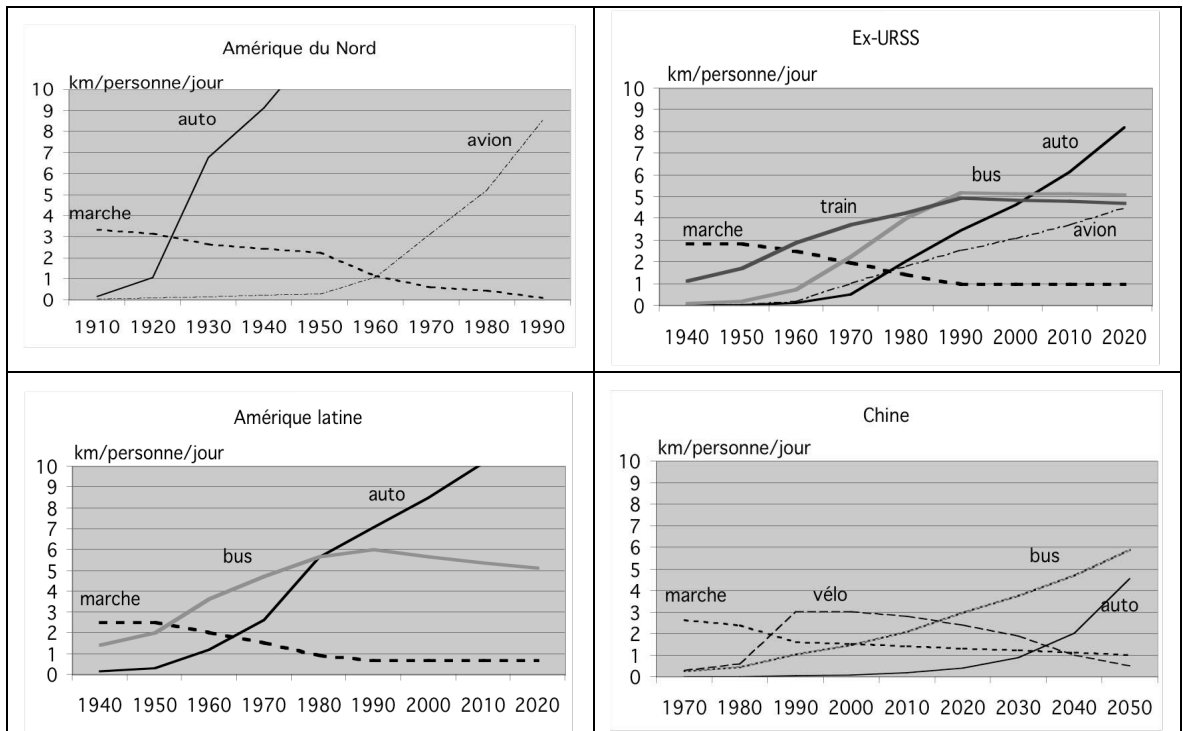 Amérique du Nord
km/personne/jour
10
9
8
7
6
5
4
3
2
1
0
auto
avion
marche
1910 1920 1930 1940 1950 1960 1970 1980 1990
Ex-URSS
km/personne/jour
10
9
8
7
6
5
4
3
2
1
0
auto
bus
train
marche
avion
1940 1950 1960 1970 1980 1990 2000 2010 2020
Amérique latine
km/personne/jour
10
9
8
7
6
5
4
3
2
1
0
auto
bus
marche
1940 1950 1960 1970 1980 1990 2000 2010 2020
Chine
km/personne/jour
10
9
8
7
6
5
4
3
2
1
0
bus
marche
vélo
auto
1970 1980 1990 2000 2010 2020 2030 2040 2050